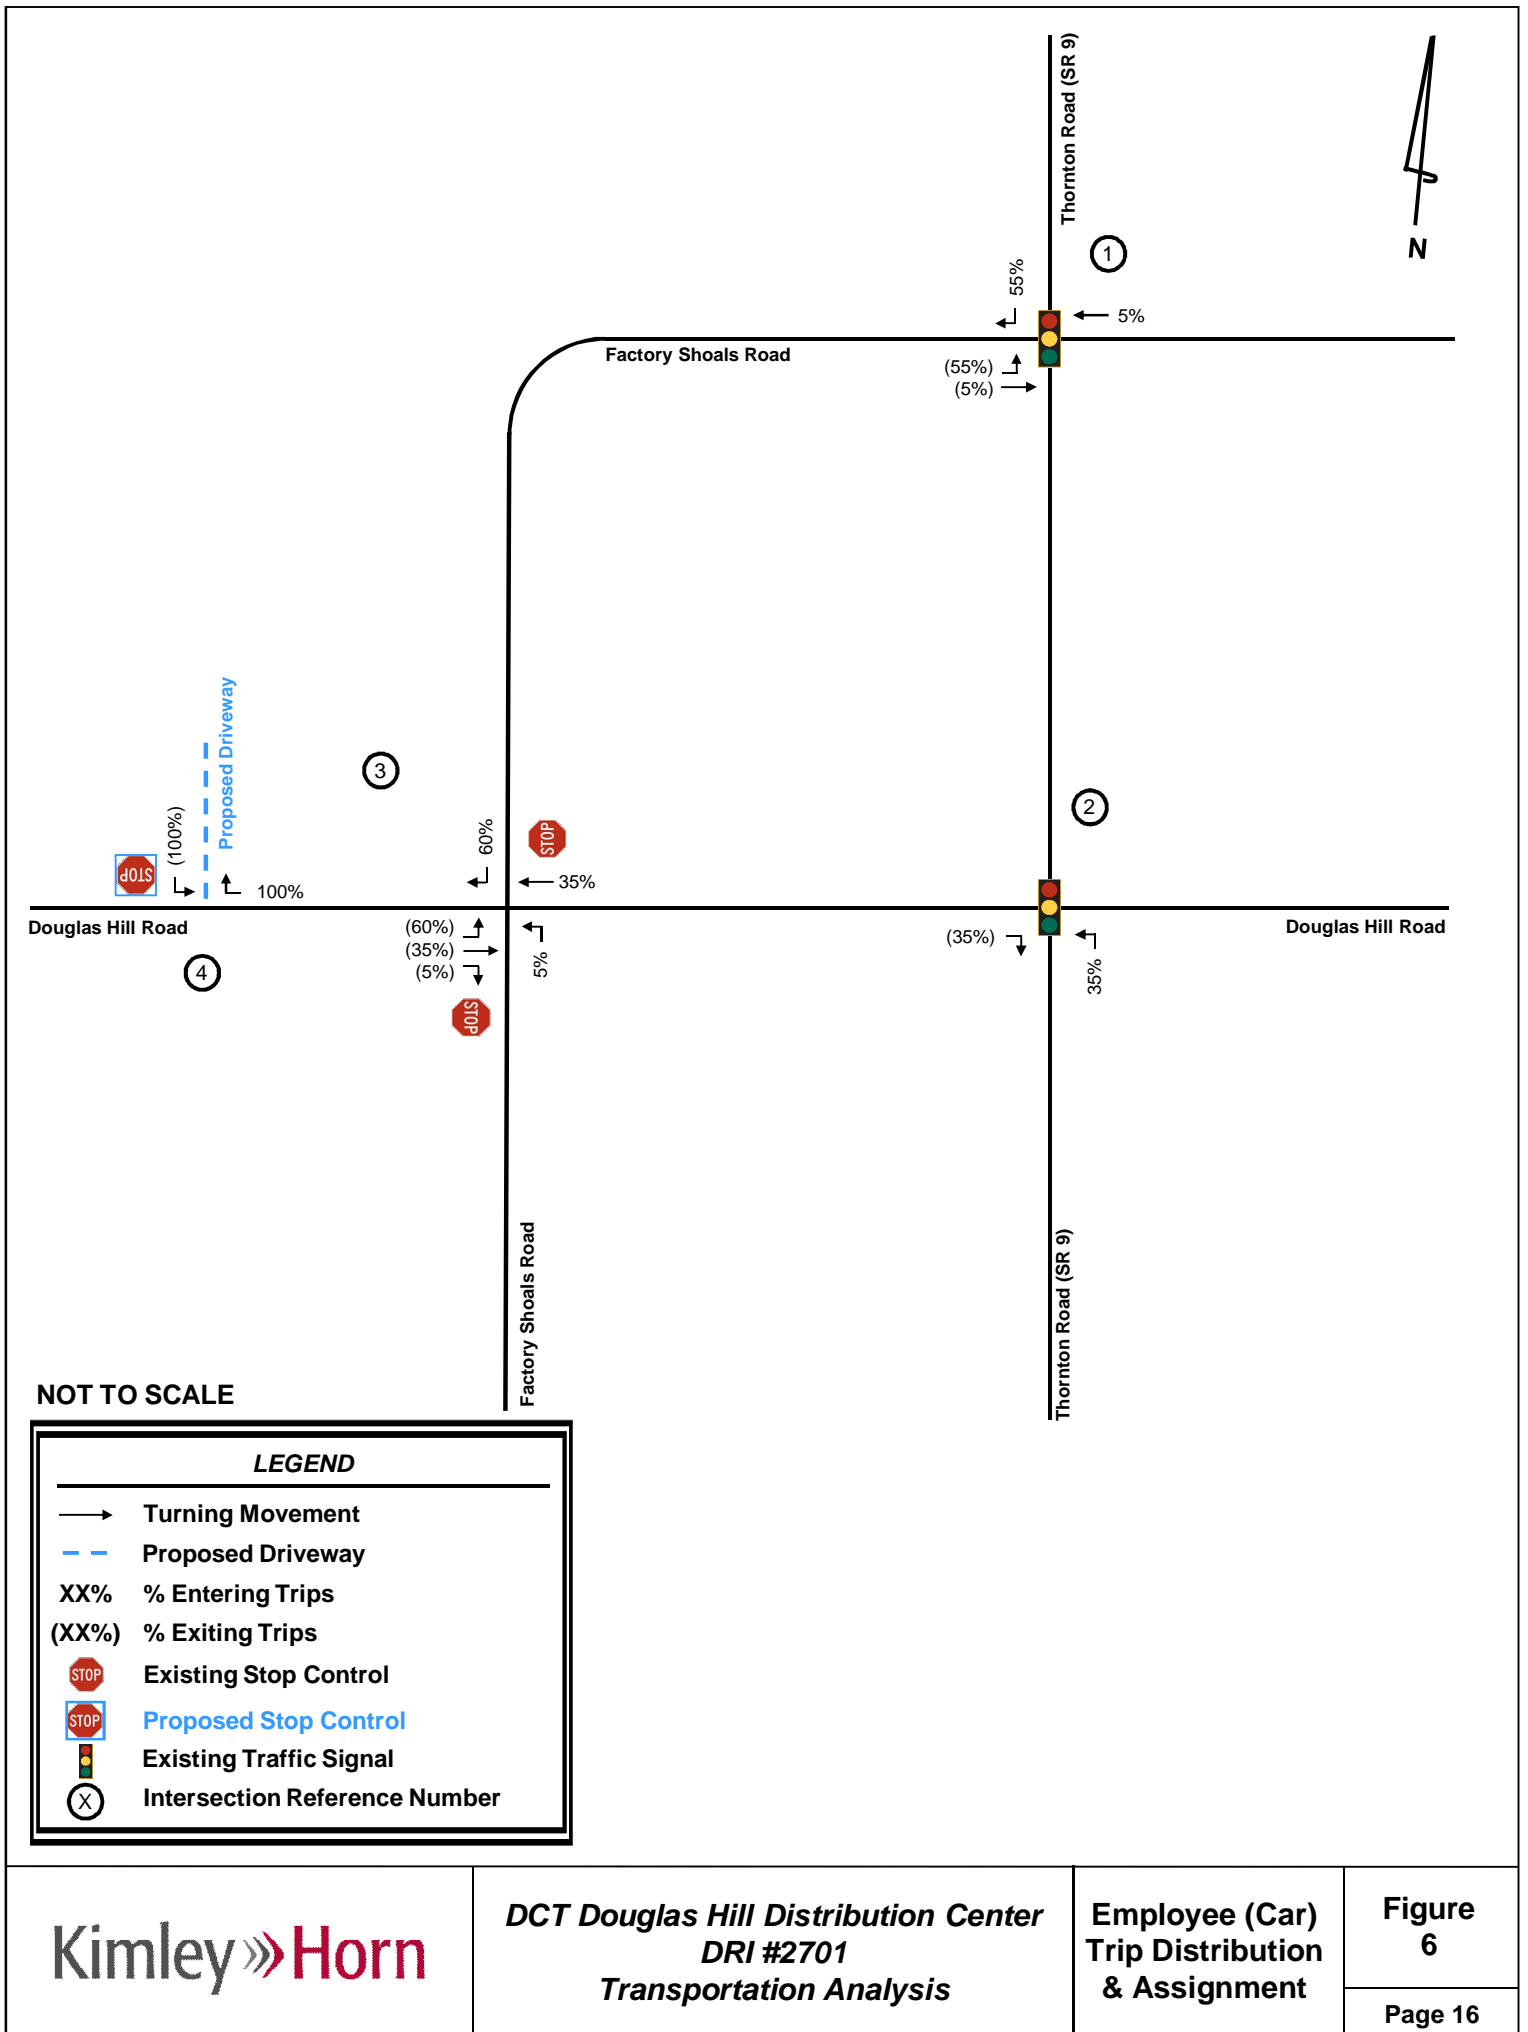 Thornton Road (SR 9)
N
1
55%
5%
Factory Shoals Road
(55%)
(5%)
Proposed Driveway
3
2
(100%)
STOP
100%
60%
STOP
35%
Douglas Hill Road
(60%)
(35%)
(5%)
5%
(35%)
35%
Douglas Hill Road
4
STOP
Factory Shoals Road
Thornton Road (SR 9)
NOT TO SCALE
LEGEND
Turning Movement
Proposed Driveway
XX% % Entering Trips
(XX%) % Exiting Trips
STOP Existing Stop Control
STOP Proposed Stop Control
Existing Traffic Signal
X Intersection Reference Number
Kimley»Horn
DCT Douglas Hill Distribution Center
DRI #2701
Transportation Analysis
Employee (Car)
Trip Distribution
& Assignment
Figure
6
Page 16